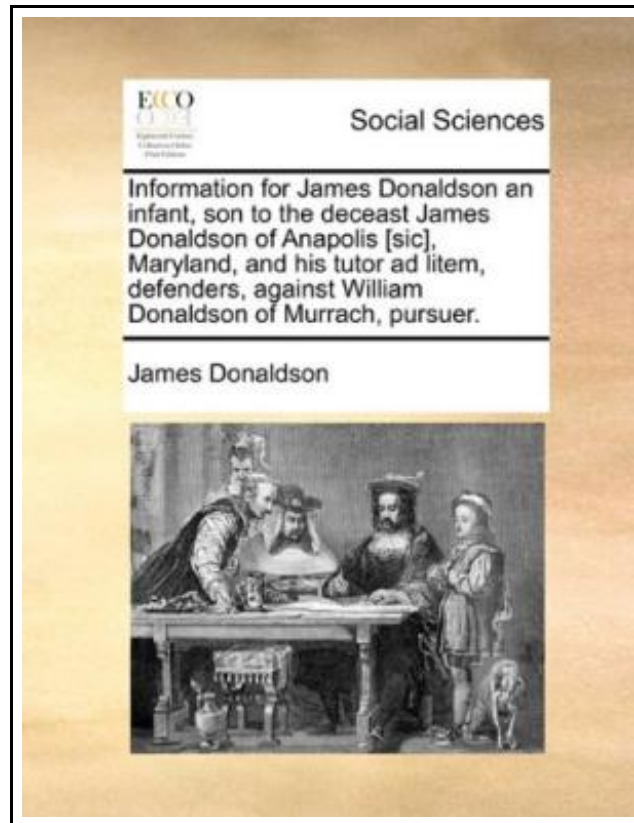 ECCO
Social Sciences
Information for James Donaldson an
infant, son to the deceast James
Donaldson of Anapolis [sic],
Maryland, and his tutor ad litem,
defenders, against William
Donaldson of Murrach, pursuer.
James Donaldson